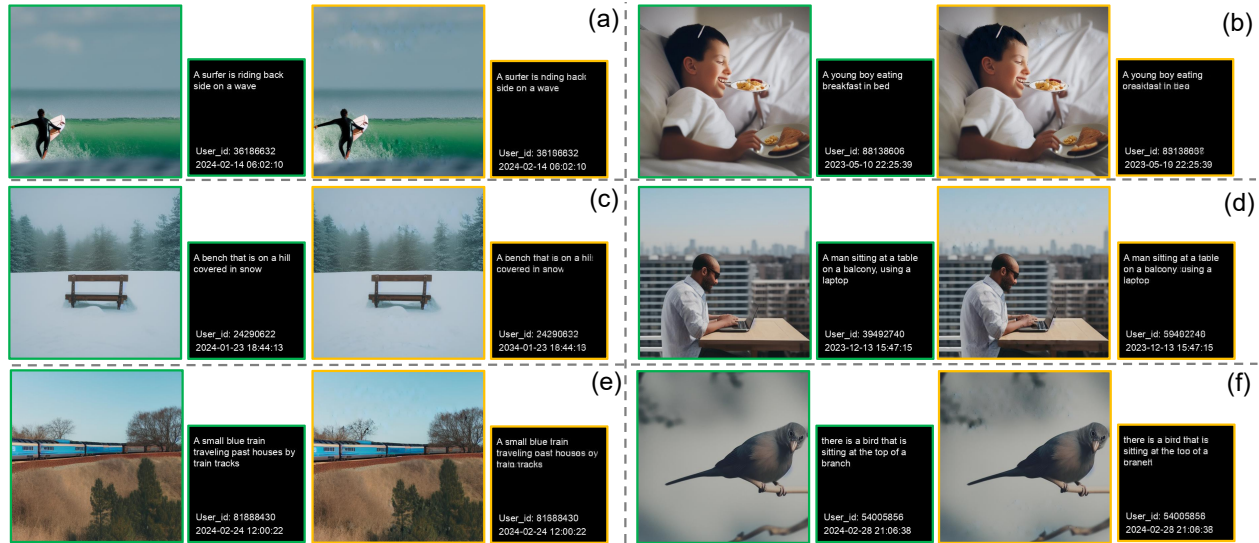 (a)
A surfer is riding back
side on a wave
User_id: 36186632
2024-02-14 06:02:10
A surfer is riding back
side on a wave
User_id: 36186632
2024-02-14 06:02:10
(b)
A young boy eating
breakfast in bed
User_id: 88138606
2023-05-10 22:25:39
A young boy eating
in
User_id:
2023-05-10 22:25:39
(c)
A bench that is on a hill
covered in snow
User_id: 24290622
2024-01-23 18:44:13
A bench that is on a hill
covered in snow
User_id: 24290632
2034-01-23 18:44:13
(d)
A man sitting at a table
on a balcony, using a
laptop
User_id: 39492740
2023-12-13 15:47:15
A man sitting at a table
on a balcony using a
User_id: 59492748
2023-12-13 15:47:15
(e)
A small blue train
traveling past houses by
train tracks
User_id: 81888430
2024-02-24 12:00:22
A small blue train
traveling past houses
train tracks
User_id: 81888430
2024-02-24 12:00:22
(f)
there is a bird that is
sitting at the top of a
branch
User_id: 54005856
2024-02-28 21:06:38
there is a bird that is
sitting at the top of a
User_id: 54005856
2024-02-28 21:06:38